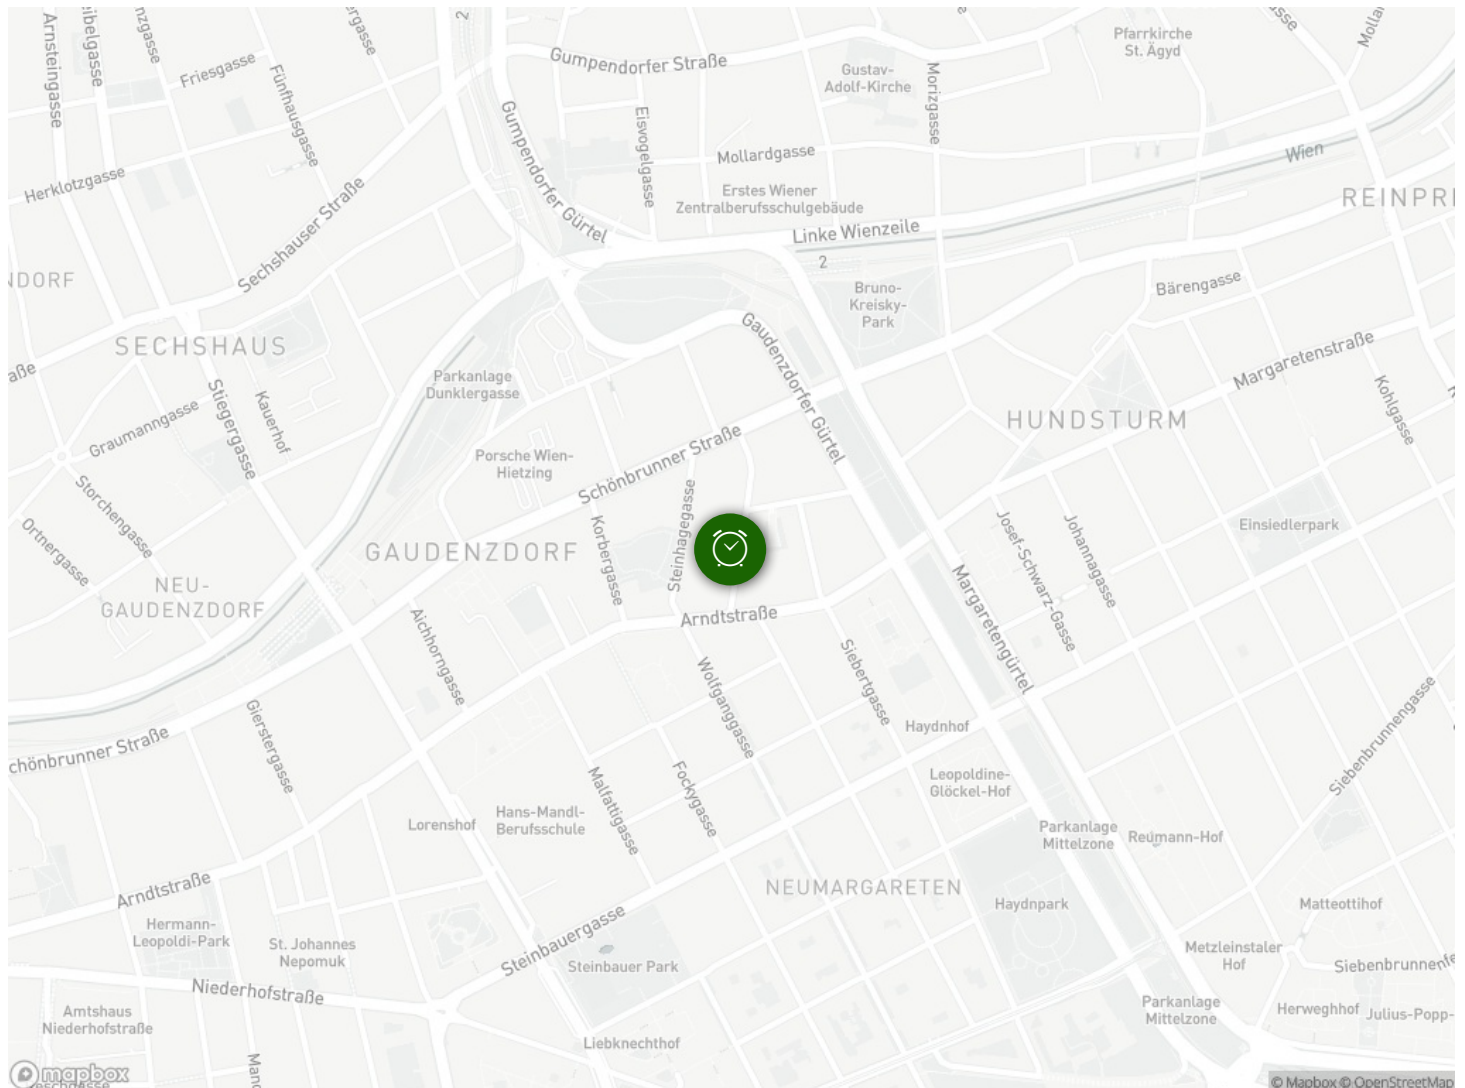 Arnsteingasse
Friesgasse
Fünfhausgasse
2
Gumpendorfer Straße
Gustav-
Adolf-Kirche
Morizgasse
Pfarrkirche
St. Ägyd
Gumpendorfer Gürtel
Eisvogelgasse
Mollardgasse
Wien
Herklotzgasse
Erstes Wiener
Zentralberufsschulgebäude
REINPR
Sechshauser Straße
Linke Wienzeile
2
NDORF
Bruno-
Kreisky-
Park
Bärengasse
SECHSHAUS
Gaudenzdorfer Gürtel
Margaretenstraße
aße
Parkanlage
Dunklergasse
Stiegergasse
Kauerhof
Kohlgasse
Graumanngasse
HUNDSTURM
Porsche Wien-
Hietzing
Schönbrunner Straße
Storchengasse
Ortnergasse
Steinhagegasse
Korbergasse
Josef-Schwarz-Gasse
Johannagasse
Einsiedlerpark
GAUDENZDORF
NEU-
GAUDENZDORF
Margaretengürtel
Aichhorngasse
Arndtstraße
Siebertgasse
Wolfganggasse
Siebenbrunnengasse
chönbrunner Straße
Gierstergasse
Haydnhof
Leopoldine-
Glöckel-Hof
Malfattigasse
Fockygasse
Lorenshof
Hans-Mandl-
Berufsschule
Parkanlage
Mittelzone
Reumann-Hof
Arndtstraße
NEUMARGARETEN
Haydnpark
Matteottihof
Hermann-
Leopoldi-Park
St. Johannes
Nepomuk
Steinbauergasse
Steinbauer Park
Metzleinstaler
Hof
Siebenbrunnenfe
Niederhofstraße
Amtshaus
Niederhofstraße
Parkanlage
Mittelzone
Herweghhof
Julius-Popp-
Liebknechthof
mapbox
© Mapbox © OpenStreetMap